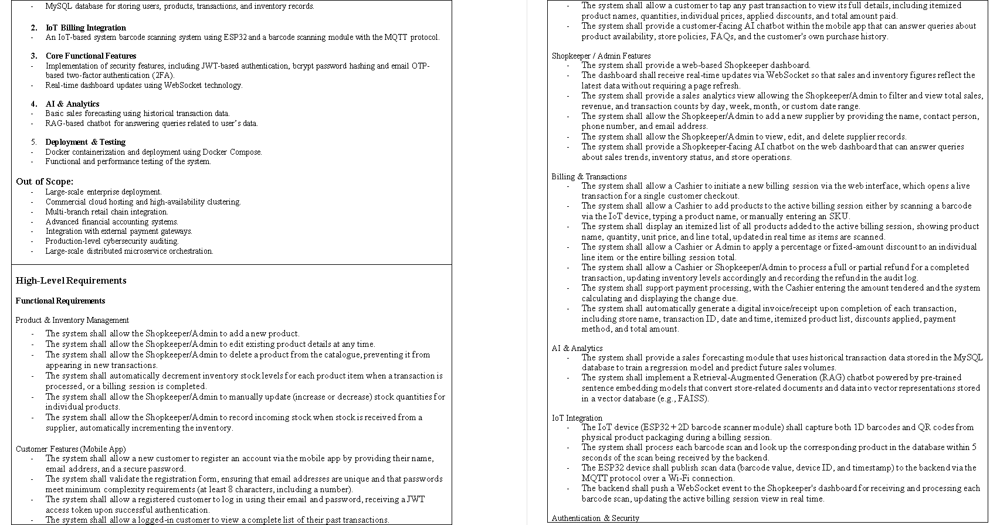 - MySQL database for storing users, products, transactions, and inventory records.
2. IoT Billing Integration
- An IoT-based system barcode scanning system using ESP32 and a barcode scanning module with the MQTT protocol.
3. Core Functional Features
- Implementation of security features, including JWT-based authentication, bcrypt password hashing and email OTP-
based two-factor authentication (2FA).
- Real-time dashboard updates using WebSocket technology.
4. AI & Analytics
- Basic sales forecasting using historical transaction data.
- RAG-based chatbot for answering queries related to user’s data.
5. Deployment & Testing
- Docker containerization and deployment using Docker Compose.
- Functional and performance testing of the system.
Out of Scope:
- Large-scale enterprise deployment.
- Commercial cloud hosting and high-availability clustering.
- Multi-branch retail chain integration.
- Advanced financial accounting systems.
- Integration with external payment gateways.
- Production-level cybersecurity auditing.
- Large-scale distributed microservice orchestration.
High-Level Requirements
Functional Requirements
Product & Inventory Management
- The system shall allow the Shopkeeper/Admin to add a new product.
- The system shall allow the Shopkeeper/Admin to edit existing product details at any time.
- The system shall allow the Shopkeeper/Admin to delete a product from the catalogue, preventing it from
appearing in new transactions.
- The system shall automatically decrement inventory stock levels for each product item when a transaction is
processed, or a billing session is completed.
- The system shall allow the Shopkeeper/Admin to manually update (increase or decrease) stock quantities for
individual products.
- The system shall allow the Shopkeeper/Admin to record incoming stock when stock is received from a
supplier, automatically incrementing the inventory.
Customer Features (Mobile App)
- The system shall allow a new customer to register an account via the mobile app by providing their name,
email address, and a secure password.
- The system shall validate the registration form, ensuring that email addresses are unique and that passwords
meet minimum complexity requirements (at least 8 characters, including a number).
- The system shall allow a registered customer to log in using their email and password, receiving a JWT
access token upon successful authentication.
- The system shall allow a logged-in customer to view a complete list of their past transactions.
- The system shall allow a customer to tap any past transaction to view its full details, including itemized
product names, quantities, individual prices, applied discounts, and total amount paid.
- The system shall provide a customer-facing AI chatbot within the mobile app that can answer queries about
product availability, store policies, FAQs, and the customer's own purchase history.
Shopkeeper / Admin Features
- The system shall provide a web-based Shopkeeper dashboard.
- The dashboard shall receive real-time updates via WebSocket so that sales and inventory figures reflect the
latest data without requiring a page refresh.
- The system shall provide a sales analytics view allowing the Shopkeeper/Admin to filter and view total sales,
revenue, and transaction counts by day, week, month, or custom date range.
- The system shall allow the Shopkeeper/Admin to add a new supplier by providing the name, contact person,
phone number, and email address.
- The system shall allow the Shopkeeper/Admin to view, edit, and delete supplier records.
- The system shall provide a Shopkeeper-facing AI chatbot on the web dashboard that can answer queries
about sales trends, inventory status, and store operations.
Billing & Transactions
- The system shall allow a Cashier to initiate a new billing session via the web interface, which opens a live
transaction for a single customer checkout.
- The system shall allow a Cashier to add products to the active billing session either by scanning a barcode
via the IoT device, typing a product name, or manually entering an SKU.
- The system shall display an itemized list of all products added to the active billing session, showing product
name, quantity, unit price, and line total, updated in real time as items are scanned.
- The system shall allow a Cashier or Admin to apply a percentage or fixed-amount discount to an individual
line item or the entire billing session total.
- The system shall allow a Cashier or Shopkeeper/Admin to process a full or partial refund for a completed
transaction, updating inventory levels accordingly and recording the refund in the audit log.
- The system shall support payment processing, with the Cashier entering the amount tendered and the system
calculating and displaying the change due.
- The system shall automatically generate a digital invoice/receipt upon completion of each transaction,
including store name, transaction ID, date and time, itemized product list, discounts applied, payment
method, and total amount.
AI & Analytics
- The system shall provide a sales forecasting module that uses historical transaction data stored in the MySQL
database to train a regression model and predict future sales volumes.
- The system shall implement a Retrieval-Augmented Generation (RAG) chatbot powered by pre-trained
sentence embedding models that convert store-related documents and data into vector representations stored
in a vector database (e.g., FAISS).
IoT Integration
- The IoT device (ESP32 + 2D barcode scanner module) shall capture both 1D barcodes and QR codes from
physical product packaging during a billing session.
- The system shall process each barcode scan and look up the corresponding product in the database within 5
seconds of the scan being received by the backend.
- The ESP32 device shall publish scan data (barcode value, device ID, and timestamp) to the backend via the
MQTT protocol over a Wi-Fi connection.
- The backend shall push a WebSocket event to the Shopkeeper's dashboard for receiving and processing each
barcode scan, updating the active billing session view in real time.
Authentication & Security